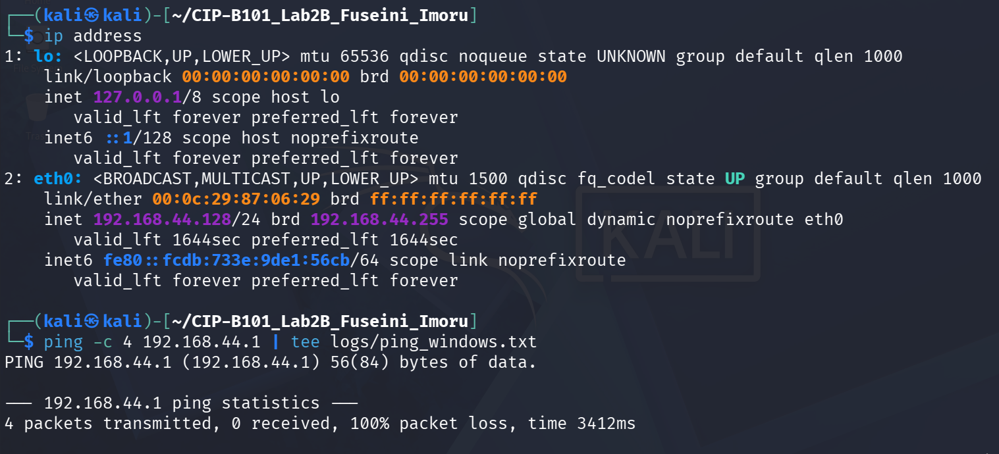 ┌──(kali㉿kali)-[~/CIP-B101_Lab2B_Fuseini_Imoru]
└─$ ip address
1: lo: <LOOPBACK,UP,LOWER_UP> mtu 65536 qdisc noqueue state UNKNOWN group default qlen 1000
    link/loopback 00:00:00:00:00:00 brd 00:00:00:00:00:00
    inet 127.0.0.1/8 scope host lo
       valid_lft forever preferred_lft forever
    inet6 ::1/128 scope host noprefixroute
       valid_lft forever preferred_lft forever
2: eth0: <BROADCAST,MULTICAST,UP,LOWER_UP> mtu 1500 qdisc fq_codel state UP group default qlen 1000
    link/ether 00:0c:29:87:06:29 brd ff:ff:ff:ff:ff:ff
    inet 192.168.44.128/24 brd 192.168.44.255 scope global dynamic noprefixroute eth0
       valid_lft 1644sec preferred_lft 1644sec
    inet6 fe80::fcdb:733e:9de1:56cb/64 scope link noprefixroute
       valid_lft forever preferred_lft forever
KALI

┌──(kali㉿kali)-[~/CIP-B101_Lab2B_Fuseini_Imoru]
└─$ ping -c 4 192.168.44.1 | tee logs/ping_windows.txt
PING 192.168.44.1 (192.168.44.1) 56(84) bytes of data.

--- 192.168.44.1 ping statistics ---
4 packets transmitted, 0 received, 100% packet loss, time 3412ms